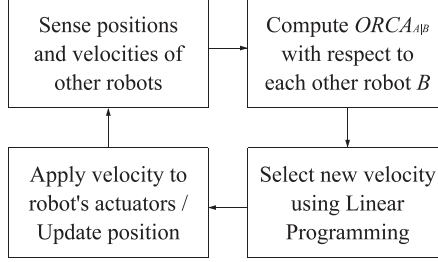 Sense positions
and velocities of
other robots
Compute ORCA_{A|B}
with respect to
each other robot B
Apply velocity to
robot's actuators /
Update position
Select new velocity
using Linear
Programming